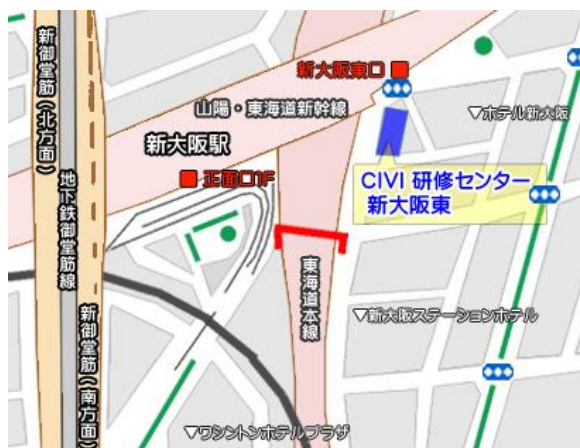 新御堂筋(北方面)
地下鉄御堂筋線
新御堂筋(南方面)
新大阪東口
山陽・東海道新幹線
新大阪駅
正面口1F
▽ホテル新大阪
CIVI 研修センター
新大阪東
東海道本線
▽新大阪ステーションホテル
▽ワシントンホテルプラザ